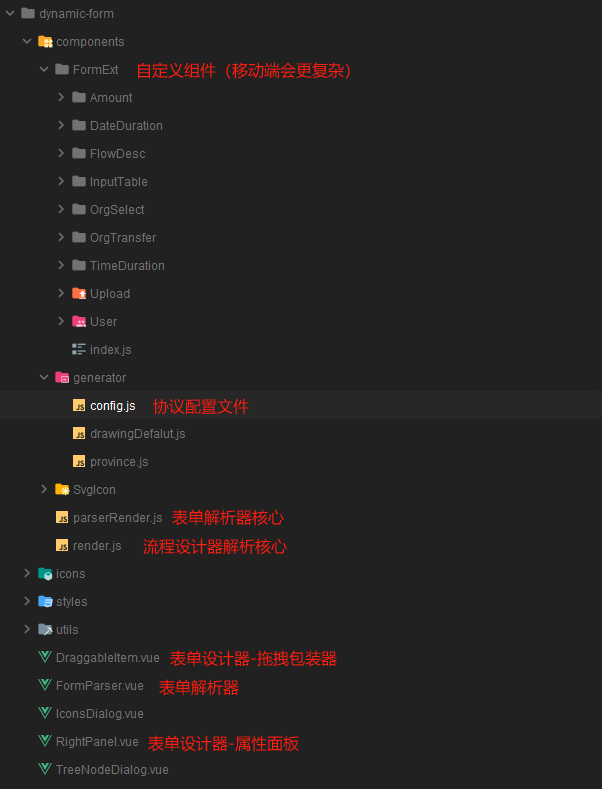 dynamic-form
components
FormExt 自定义组件（移动端会更复杂）
Amount
DateDuration
FlowDesc
InputTable
OrgSelect
OrgTransfer
TimeDuration
Upload
User
index.js
generator
config.js 协议配置文件
drawingDefalut.js
province.js
SvgIcon
parserRender.js 表单解析器核心
render.js 流程设计器解析核心
icons
styles
utils
DraggableItem.vue 表单设计器-拖拽包装器
FormParser.vue 表单解析器
IconsDialog.vue
RightPanel.vue 表单设计器-属性面板
TreeNodeDialog.vue